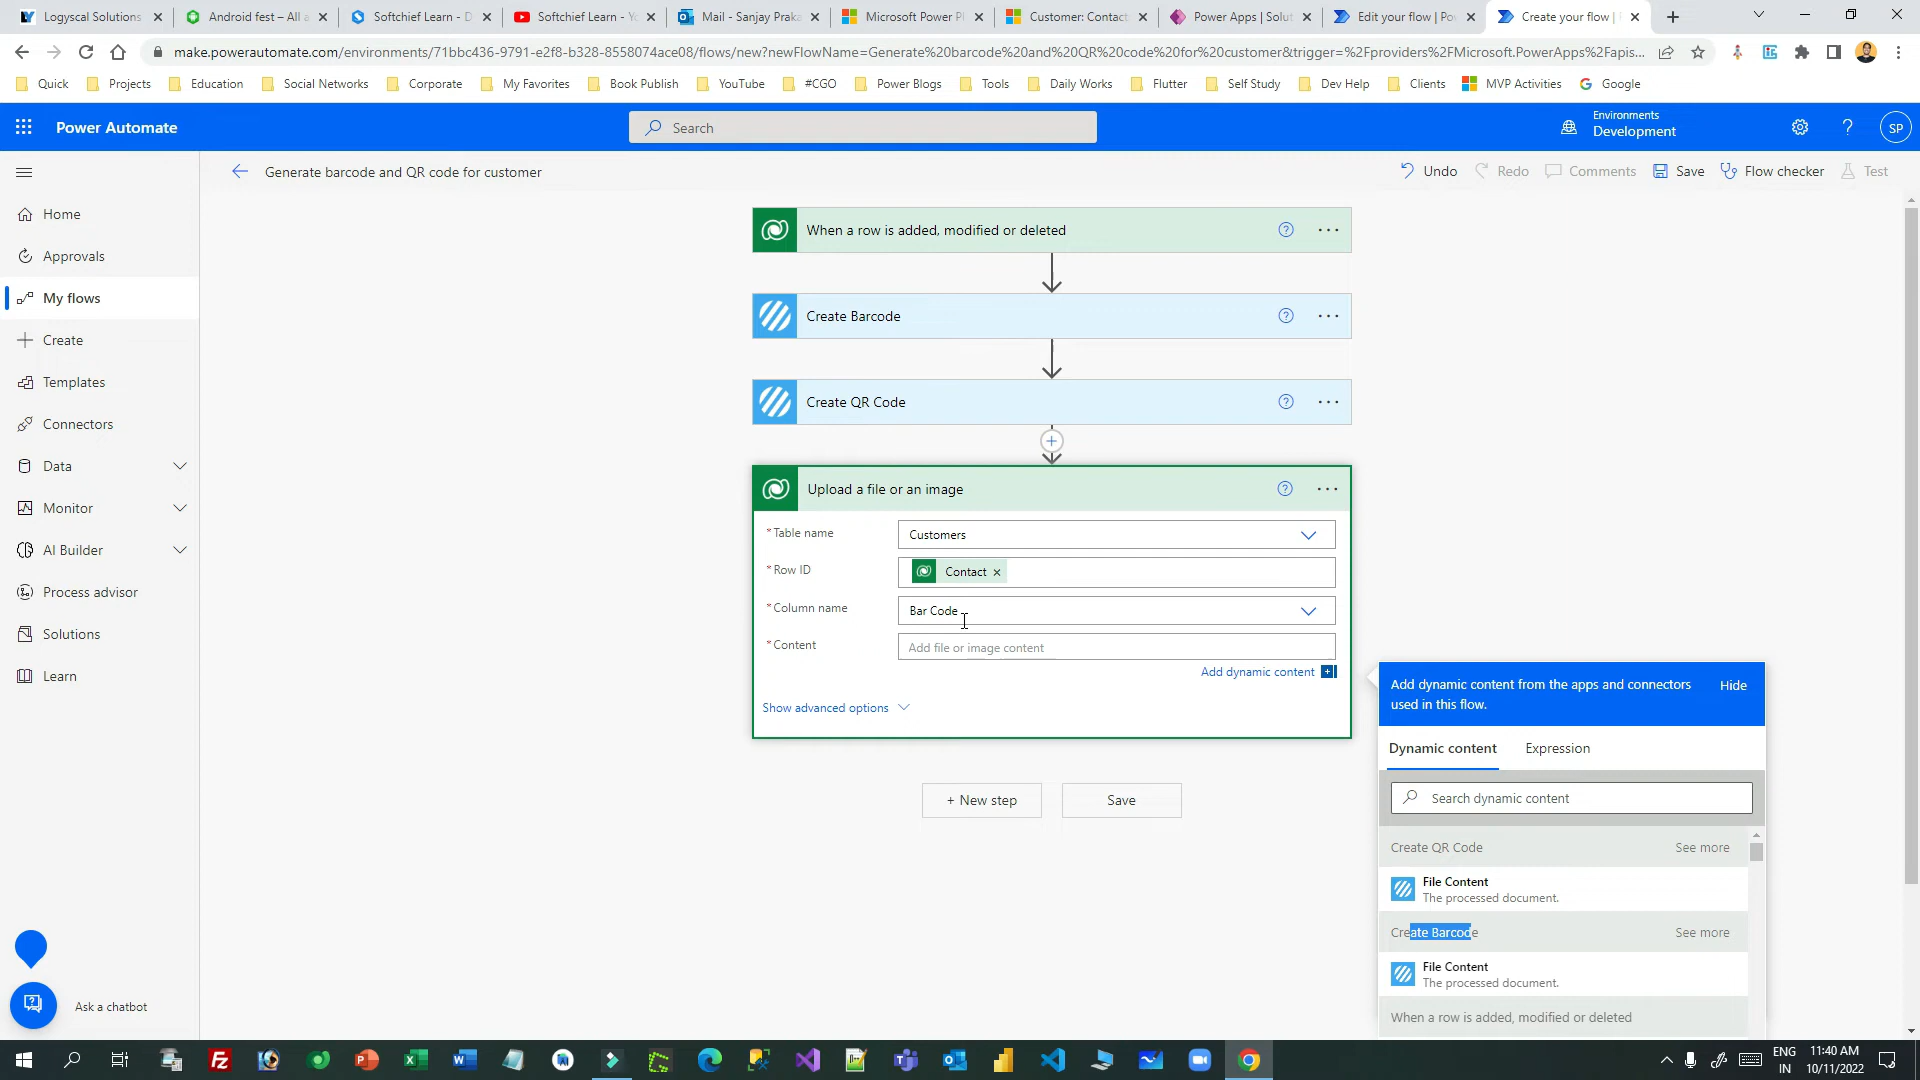 Logyscal Solutions
Android fest – All a
Softchief Learn - D
Softchief Learn - Yo
Mail - Sanjay Praka
Microsoft Power Pl
Customer: Contact
Power Apps | Solut
Edit your flow | Po
Create your flow |
make.powerautomate.com/environments/71bbc436-9791-e2f8-b328-8558074ace08/flows/new?newFlowName=Generate%20barcode%20and%20QR%20code%20for%20customer&trigger=%2Fproviders%2FMicrosoft.PowerApps%2Fapis...
Quick
Projects
Education
Social Networks
Corporate
My Favorites
Book Publish
YouTube
#CGO
Power Blogs
Tools
Daily Works
Flutter
Self Study
Dev Help
Clients
MVP Activities
Google
Power Automate
Search
Environments
Development
SP
Generate barcode and QR code for customer
Undo
Redo
Comments
Save
Flow checker
Test
Home
Approvals
My flows
Create
Templates
Connectors
Data
Monitor
AI Builder
Process advisor
Solutions
Learn
Ask a chatbot
When a row is added, modified or deleted
Create Barcode
Create QR Code
Upload a file or an image
*Table name
Customers
*Row ID
Contact
*Column name
Bar Code
*Content
Add file or image content
Add dynamic content
Show advanced options
+ New step
Save
Add dynamic content from the apps and connectors
used in this flow.
Hide
Dynamic content
Expression
Search dynamic content
Create QR Code
See more
File Content
The processed document.
Create Barcode
See more
File Content
The processed document.
When a row is added, modified or deleted
ENG
IN
11:40 AM
10/11/2022